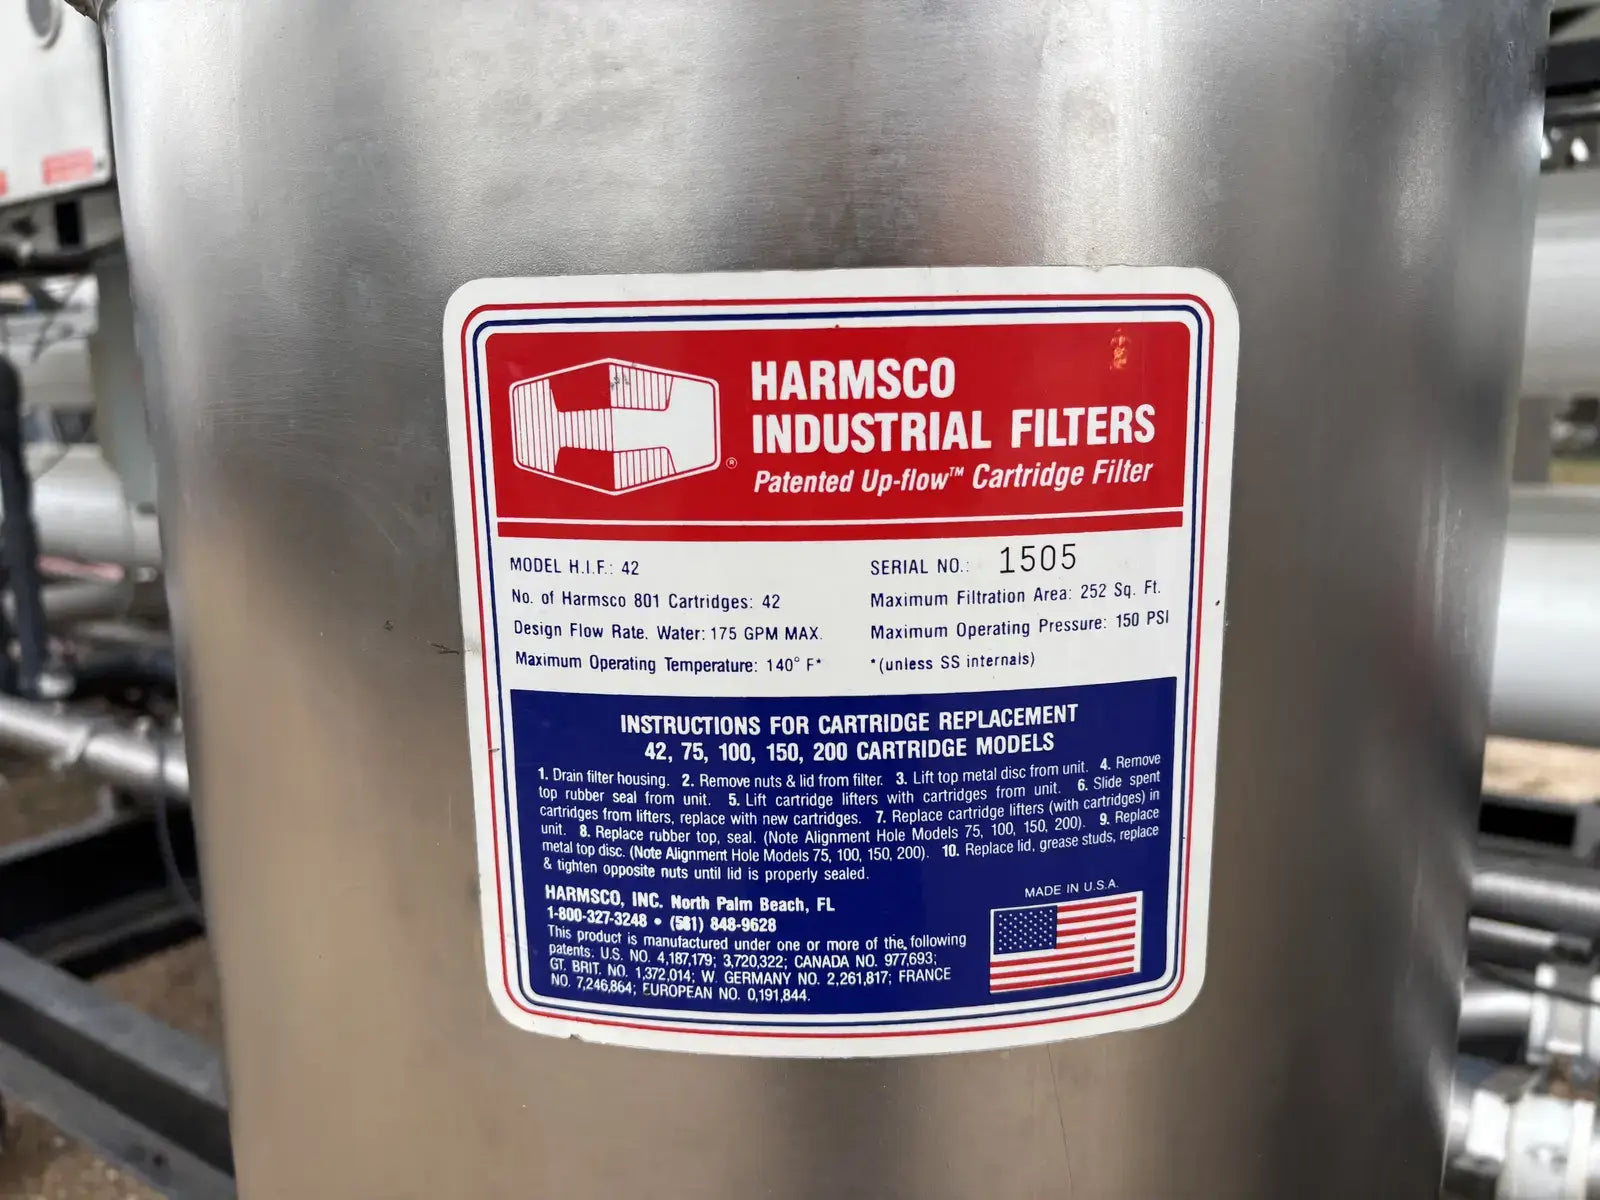 HARMSCO
INDUSTRIAL FILTERS
Patented Up-flow™ Cartridge Filter
®
MODEL H.I.F.: 42
No. of Harmsco 801 Cartridges: 42
Design Flow Rate. Water: 175 GPM MAX.
Maximum Operating Temperature: 140° F*
SERIAL NO.: 1505
Maximum Filtration Area: 252 Sq. Ft.
Maximum Operating Pressure: 150 PSI
*(unless SS internals)
INSTRUCTIONS FOR CARTRIDGE REPLACEMENT
42, 75, 100, 150, 200 CARTRIDGE MODELS
1. Drain filter housing. 2. Remove nuts & lid from filter. 3. Lift top metal disc from unit. 4. Remove
top rubber seal from unit. 5. Lift cartridge lifters with cartridges from unit. 6. Slide spent
cartridges from lifters, replace with new cartridges. 7. Replace cartridge lifters (with cartridges) in
unit. 8. Replace rubber top, seal. (Note Alignment Hole Models 75, 100, 150, 200). 9. Replace
metal top disc. (Note Alignment Hole Models 75, 100, 150, 200). 10. Replace lid, grease studs, replace
& tighten opposite nuts until lid is properly sealed.
HARMSCO, INC. North Palm Beach, FL
1-800-327-3248 • (561) 848-9628
This product is manufactured under one or more of the following
patents: U.S. NO. 4,187,179; 3,720,322; CANADA NO. 977,693;
GT. BRIT. NO. 1,372,014; W. GERMANY NO. 2,261,817; FRANCE
NO. 7,246,864; EUROPEAN NO. 0,191,844.
MADE IN U.S.A.